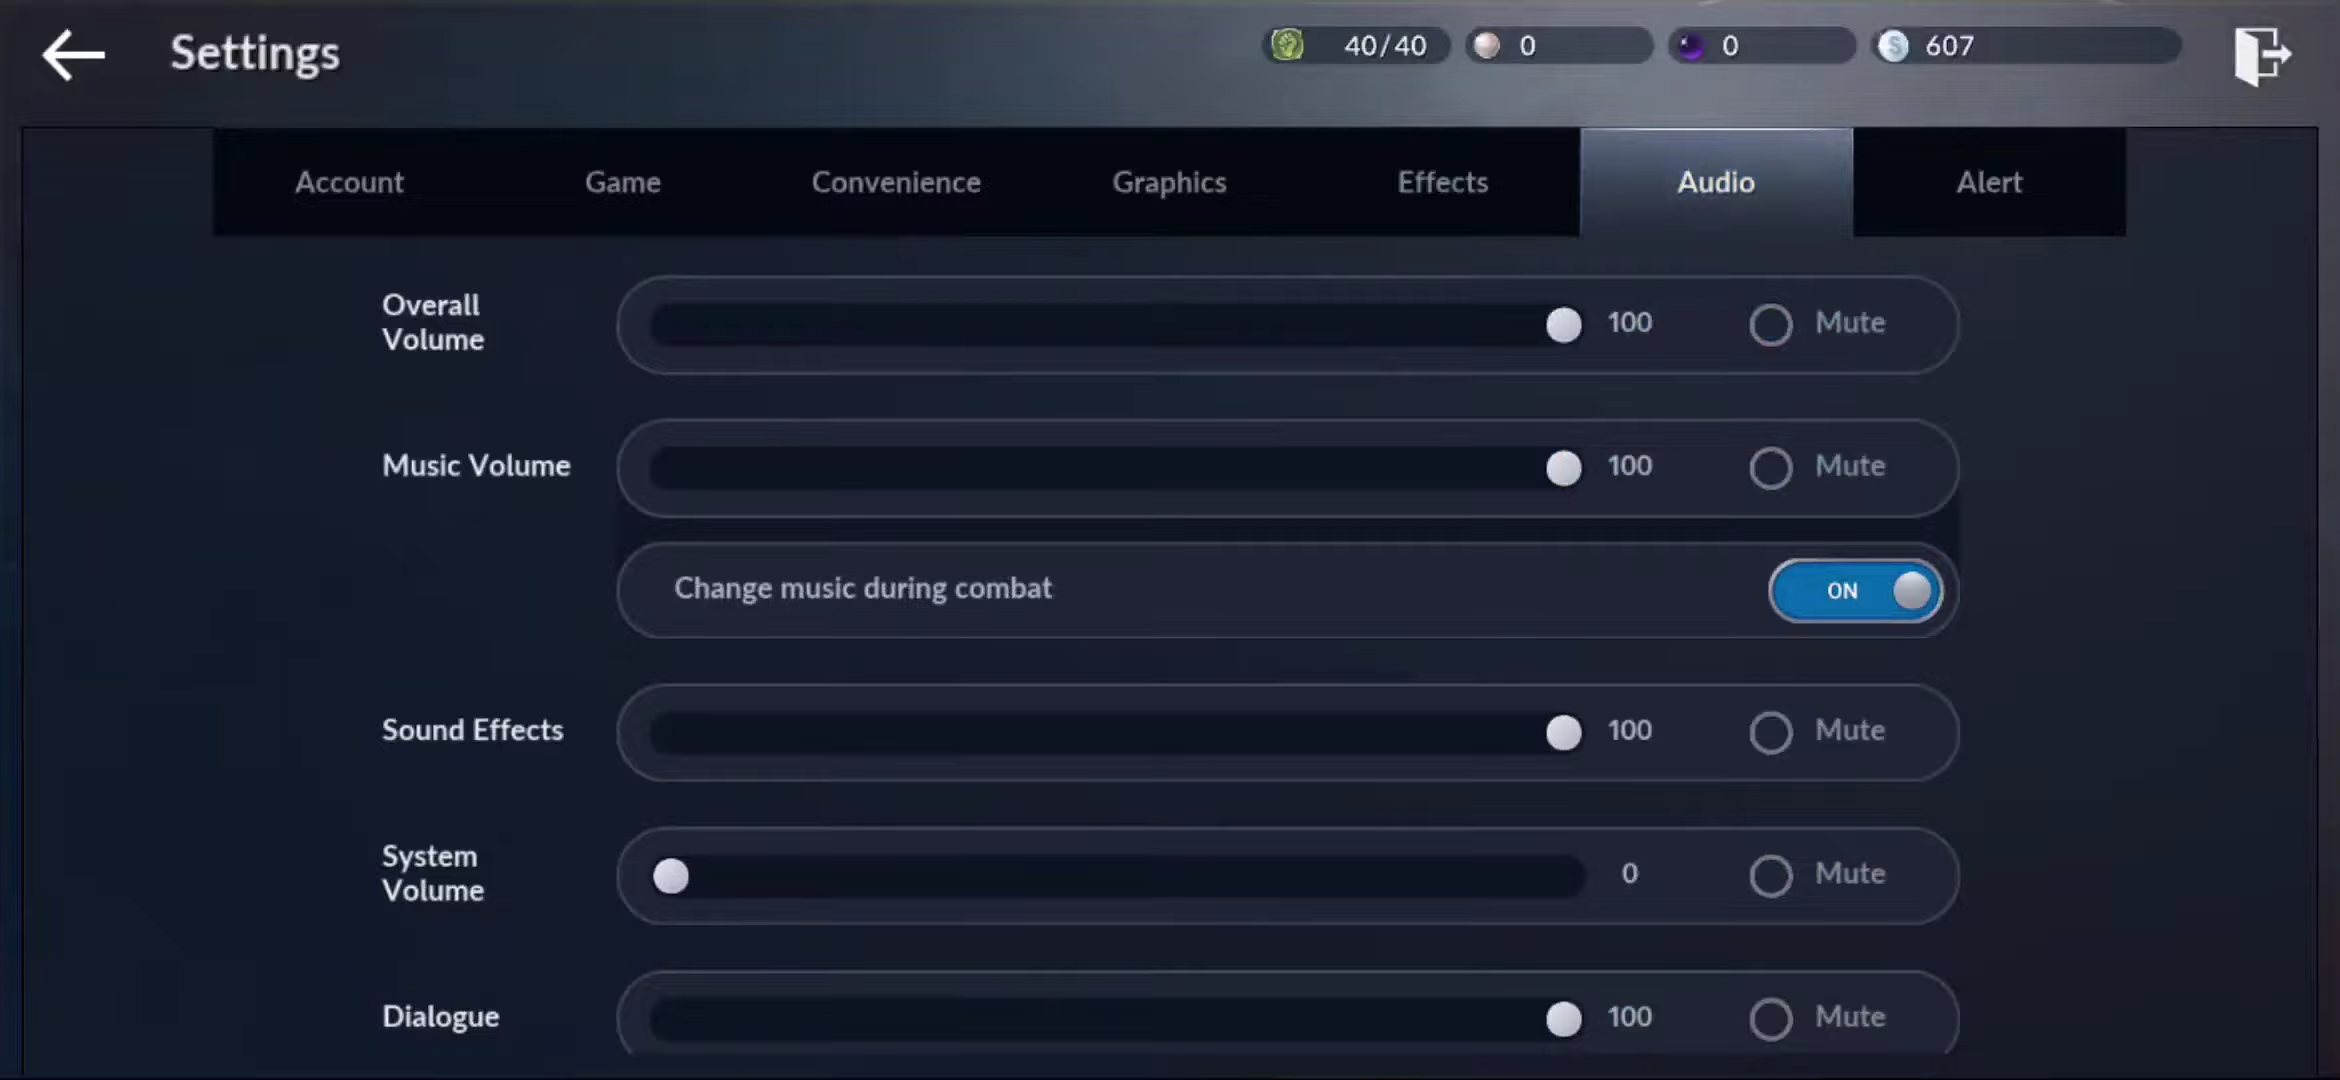 Settings
40/40
0
0
S
607
Account
Game
Convenience
Graphics
Effects
Audio
Alert
Overall
Volume
100
Mute
Music Volume
100
Mute
Change music during combat
ON
Sound Effects
100
Mute
System
Volume
0
Mute
Dialogue
100
Mute